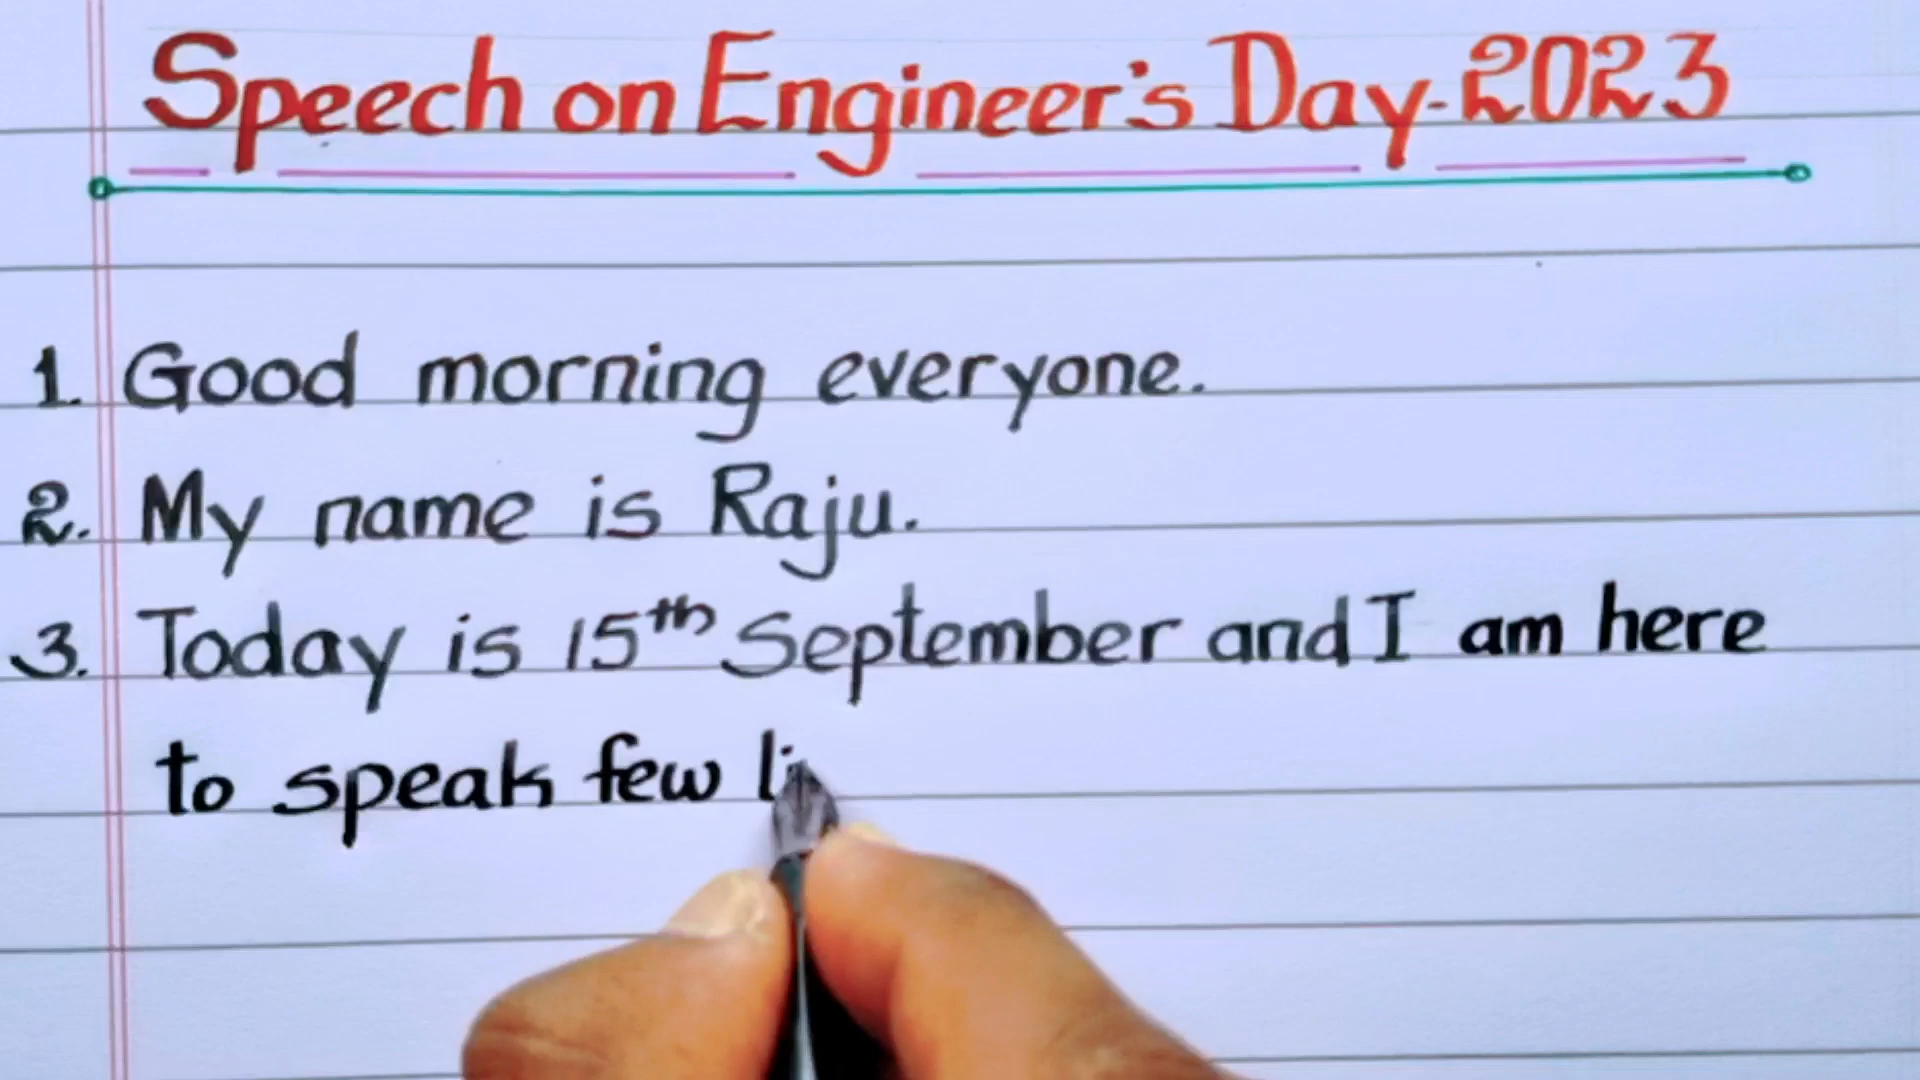 Speech on Engineer's Day-2023
1. Good morning everyone.
2. My name is Raju.
3. Today is 15th September and I am here
to speak few li